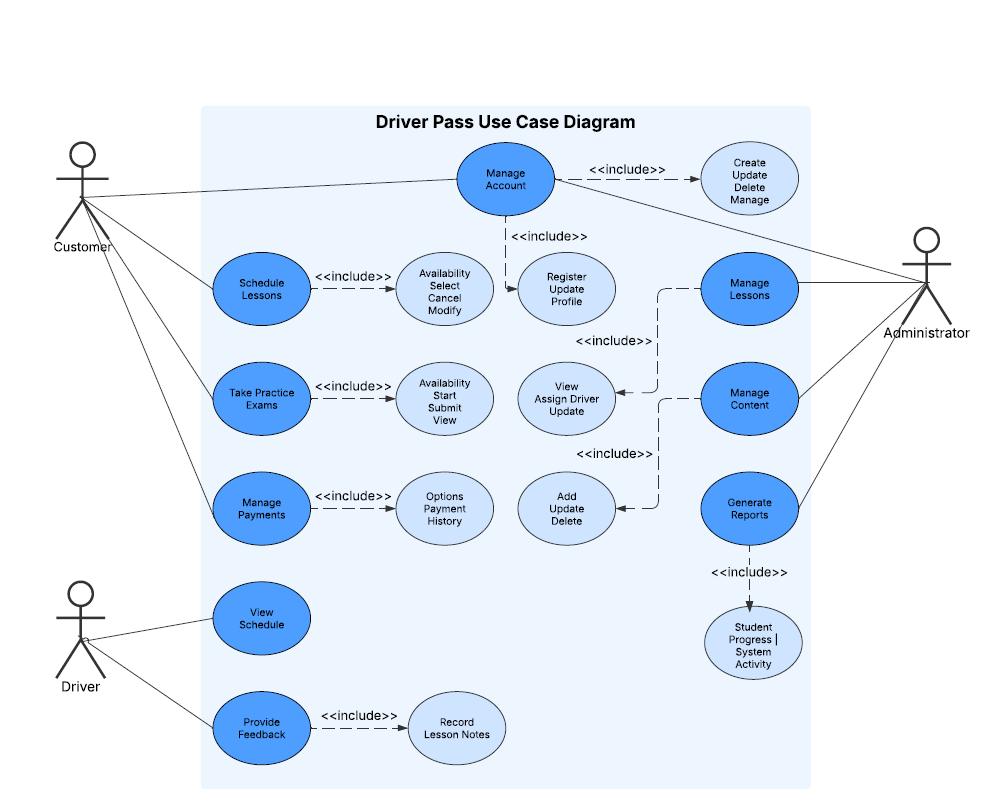 Driver Pass Use Case Diagram
Manage
Account
<<include>>
Create
Update
Delete
Manage
Customer
<<include>>
Schedule
Lessons
<<include>>
Availability
Select
Cancel
Modify
Register
Update
Profile
Manage
Lessons
Administrator
<<include>>
Take Practice
Exams
<<include>>
Availability
Start
Submit
View
View
Assign Driver
Update
Manage
Content
<<include>>
Manage
Payments
<<include>>
Options
Payment
History
Add
Update
Delete
Generate
Reports
<<include>>
Driver
View
Schedule
Student
Progress |
System
Activity
Provide
Feedback
<<include>>
Record
Lesson Notes